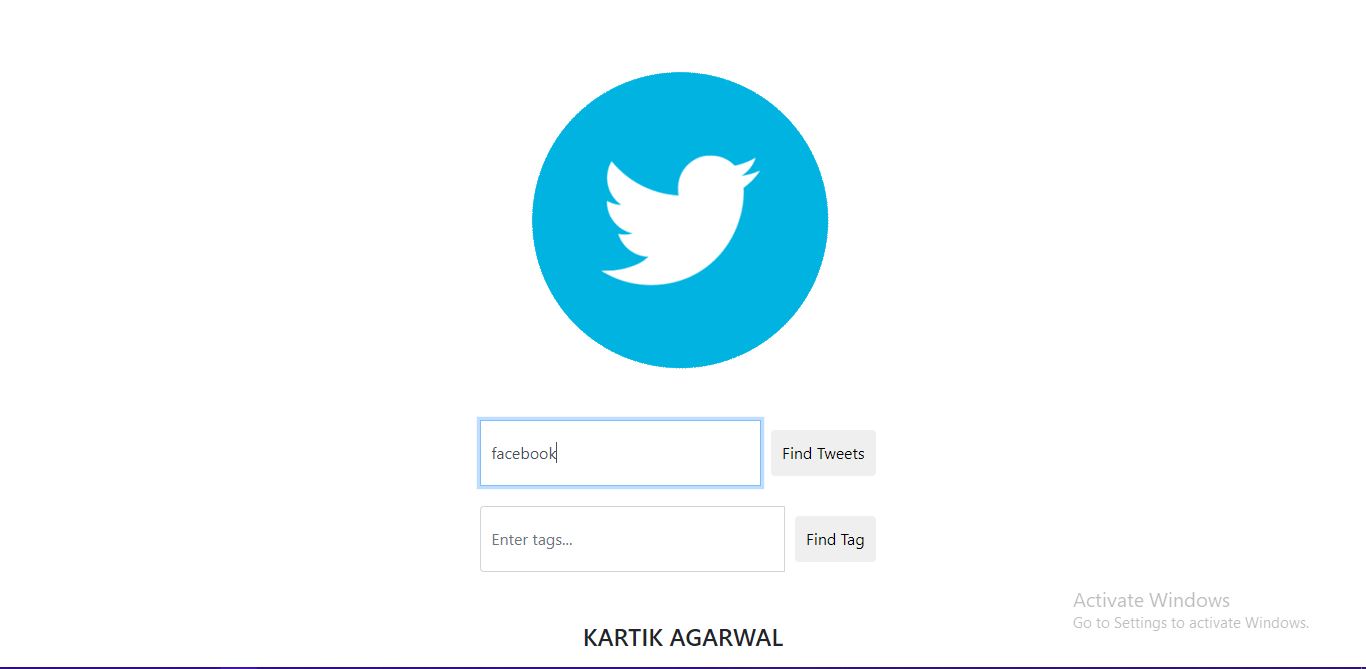 facebook
Find Tweets
Enter tags...
Find Tag
Activate Windows
Go to Settings to activate Windows.
KARTIK AGARWAL